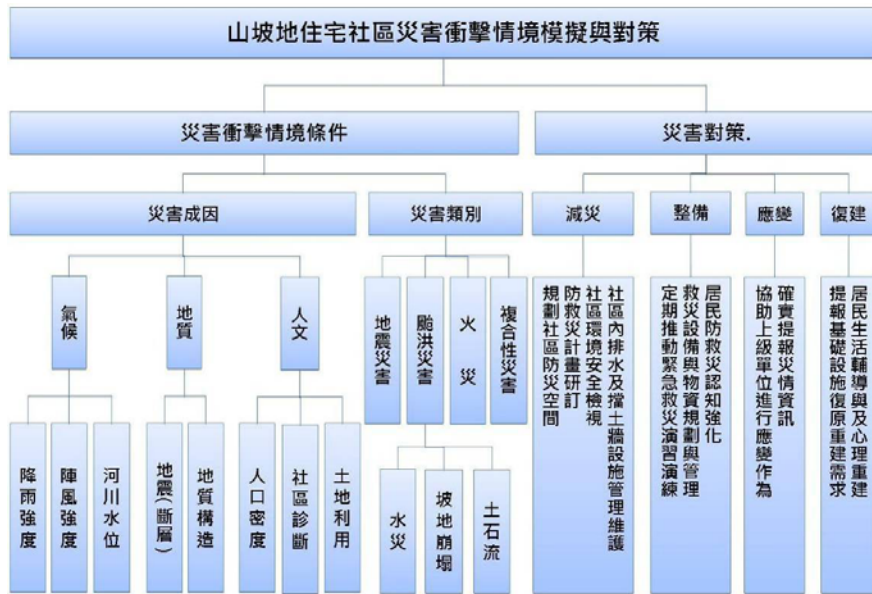 山坡地住宅社區災害衝擊情境模擬與對策
災害衝擊情境條件
災害對策.
災害成因
災害類別
減災
整備
應變
復建
氣候
地質
人文
地震災害
颱洪災害
火災
複合性災害
社區內排水及擋土牆設施管理維護
社區環境安全檢視
防救災計畫研訂
規劃社區防災空間
居民防救災認知強化
救災設備與物資規劃與管理
定期推動緊急救災演習演練
確實提報災情資訊
協助上級單位進行應變作為
居民生活輔導與及心理重建
提報基礎設施復原重建需求
降雨強度
陣風強度
河川水位
地震(斷層)
地質構造
人口密度
社區診斷
土地利用
水災
坡地崩塌
土石流